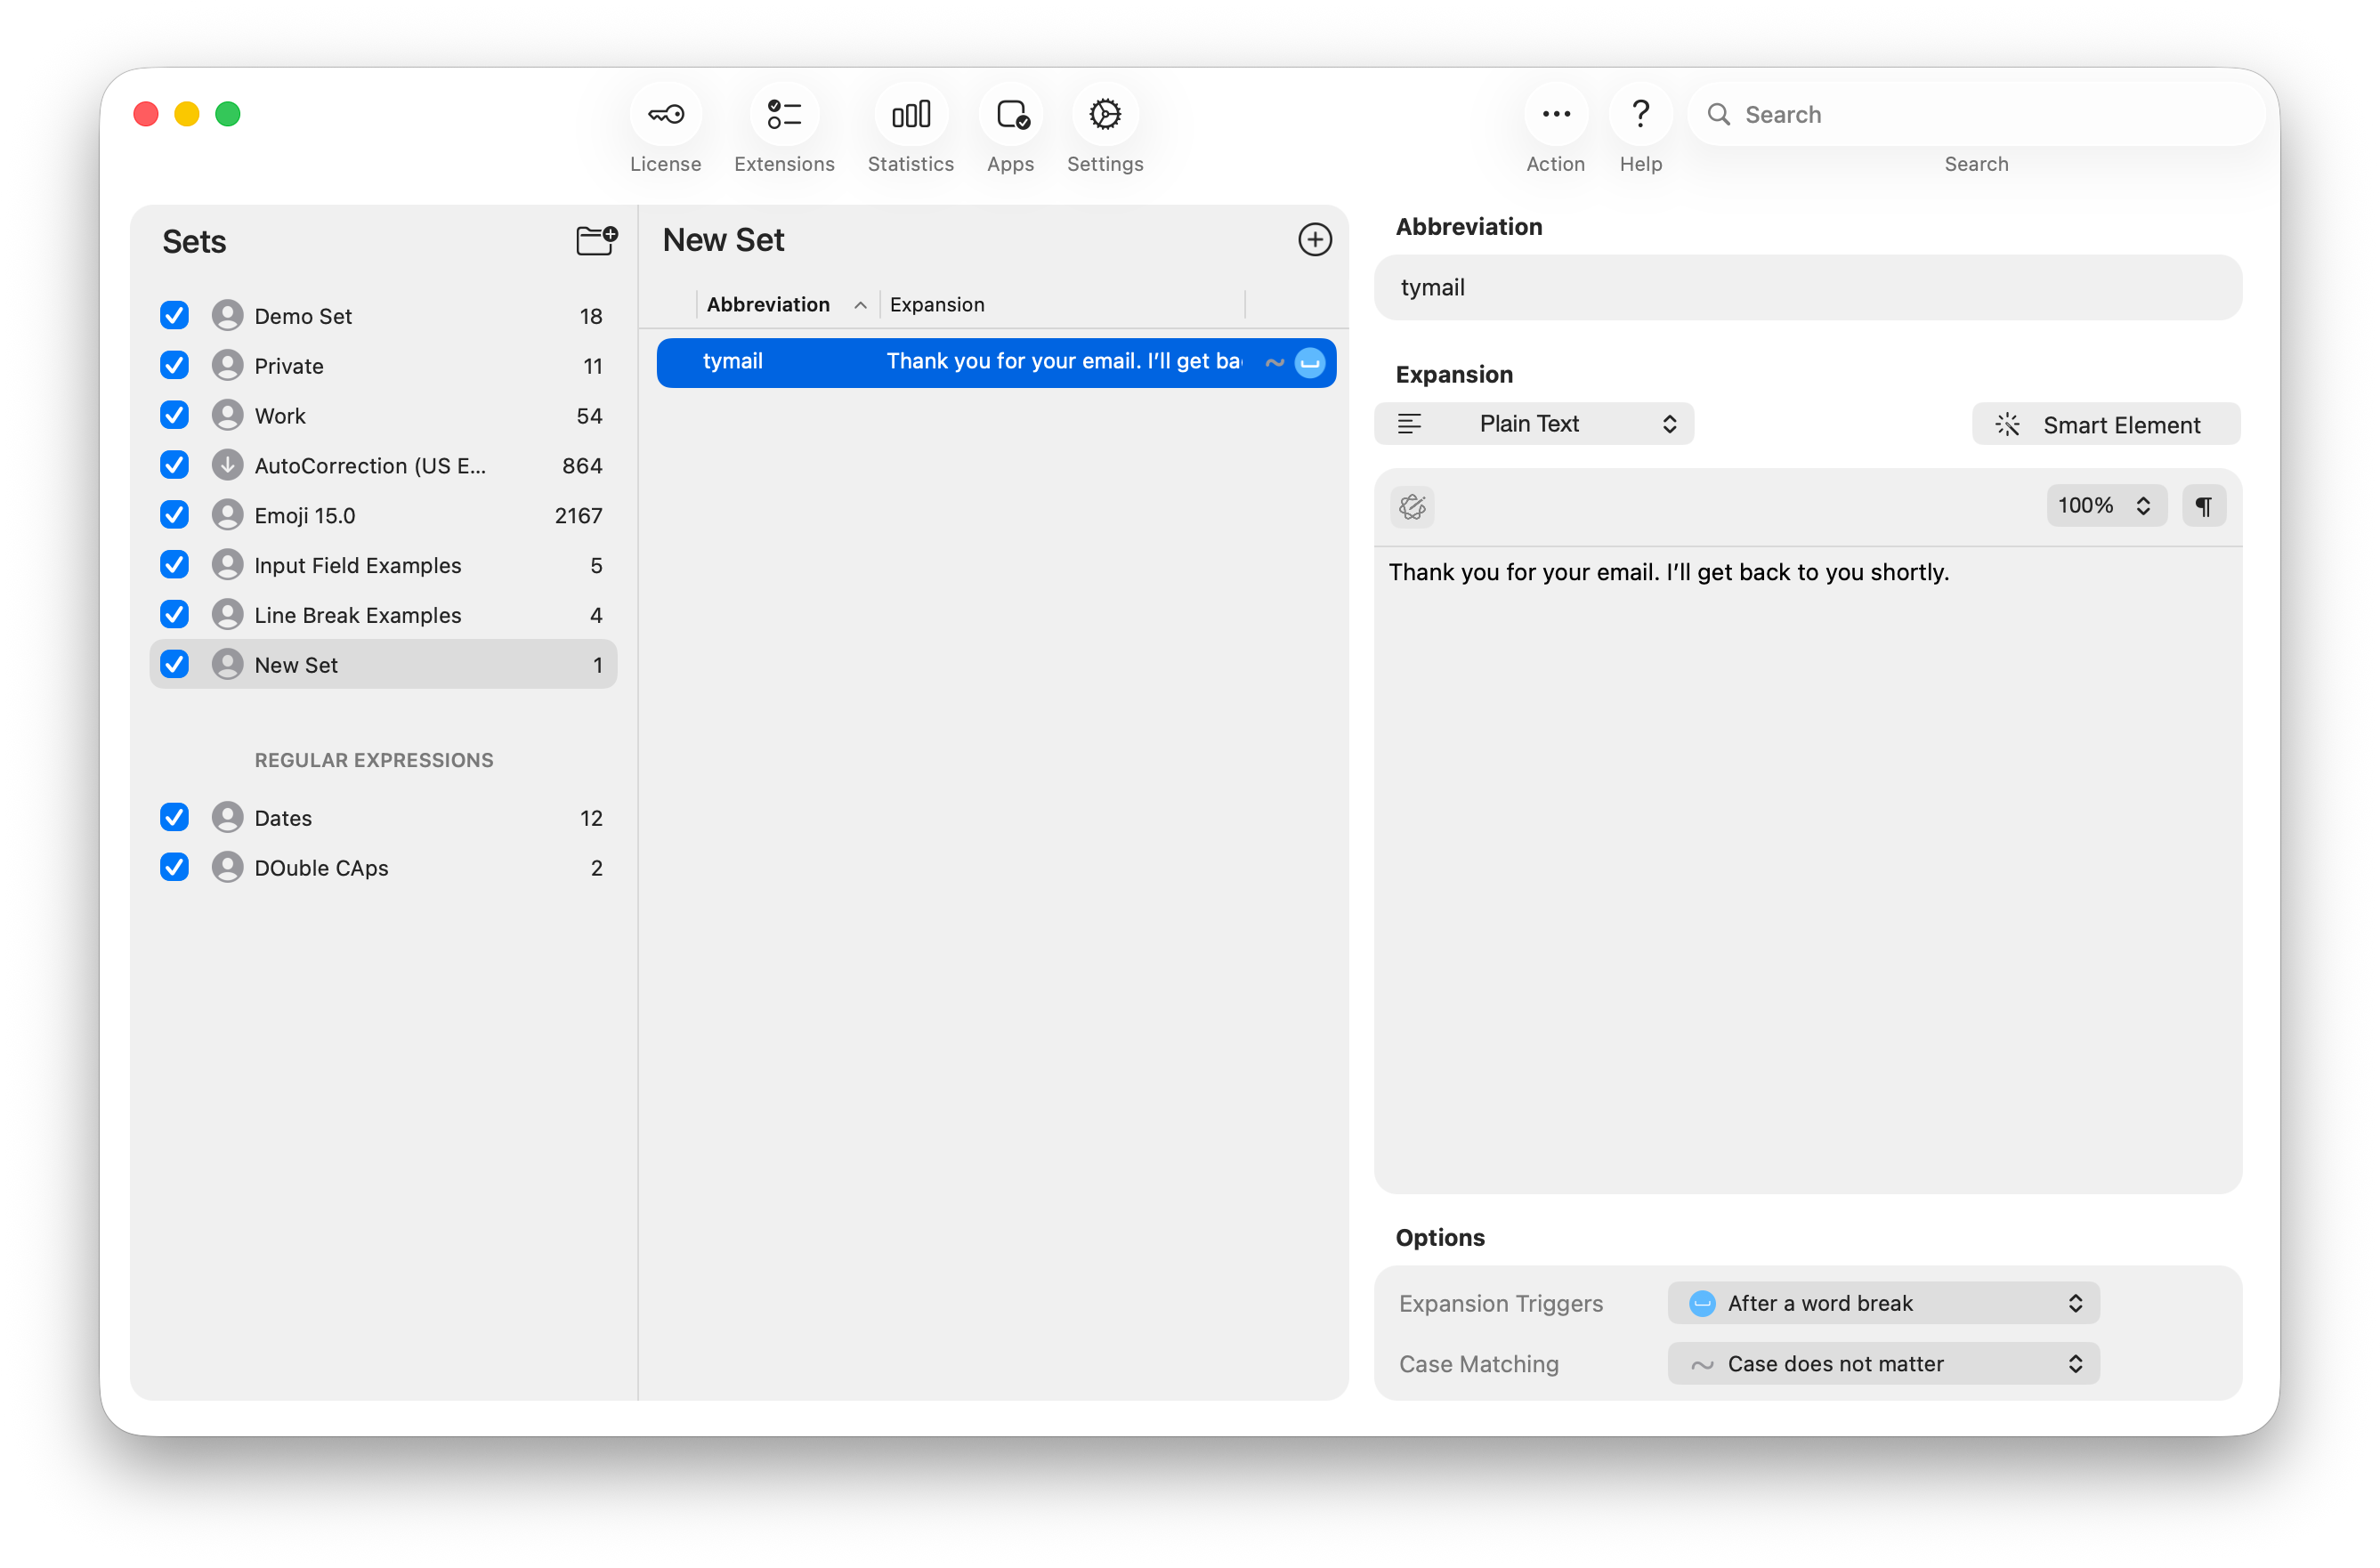 License
Extensions
Statistics
Apps
Settings
Action
Help
Search
Search
Sets
Demo Set 18
Private 11
Work 54
AutoCorrection (US E... 864
Emoji 15.0 2167
Input Field Examples 5
Line Break Examples 4
New Set 1
REGULAR EXPRESSIONS
Dates 12
DOuble CAps 2
New Set
Abbreviation Expansion
tymail Thank you for your email. I’ll get ba
Abbreviation
tymail
Expansion
Plain Text
Smart Element
100%
¶
Thank you for your email. I’ll get back to you shortly.
Options
Expansion Triggers After a word break
Case Matching ~ Case does not matter